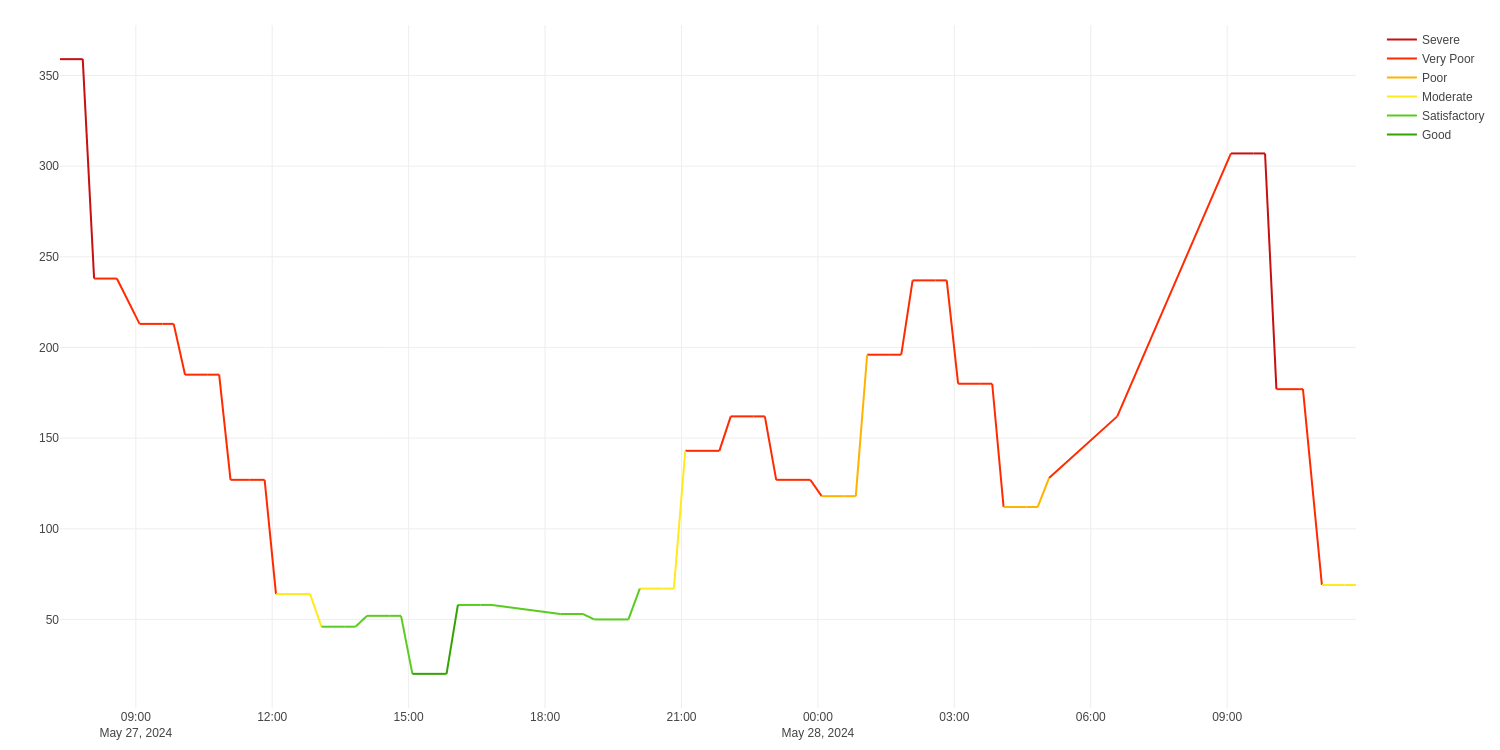 350
300
250
200
150
100
50
09:00
May 27, 2024
12:00
15:00
18:00
21:00
00:00
May 28, 2024
03:00
06:00
09:00
Severe
Very Poor
Poor
Moderate
Satisfactory
Good